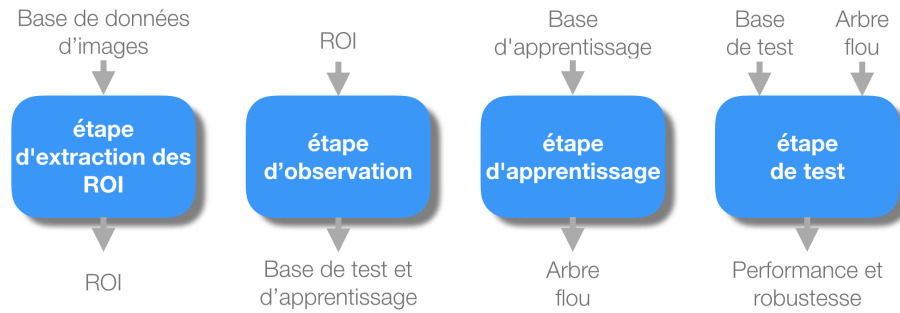 Base de données
d'images
étape
d'extraction des
ROI
ROI
ROI
étape
d’observation
Base de test et
d’apprentissage
Base
d'apprentissage
étape
d'apprentissage
Arbre
flou
Base
de test
Arbre
flou
étape
de test
Performance et
robustesse